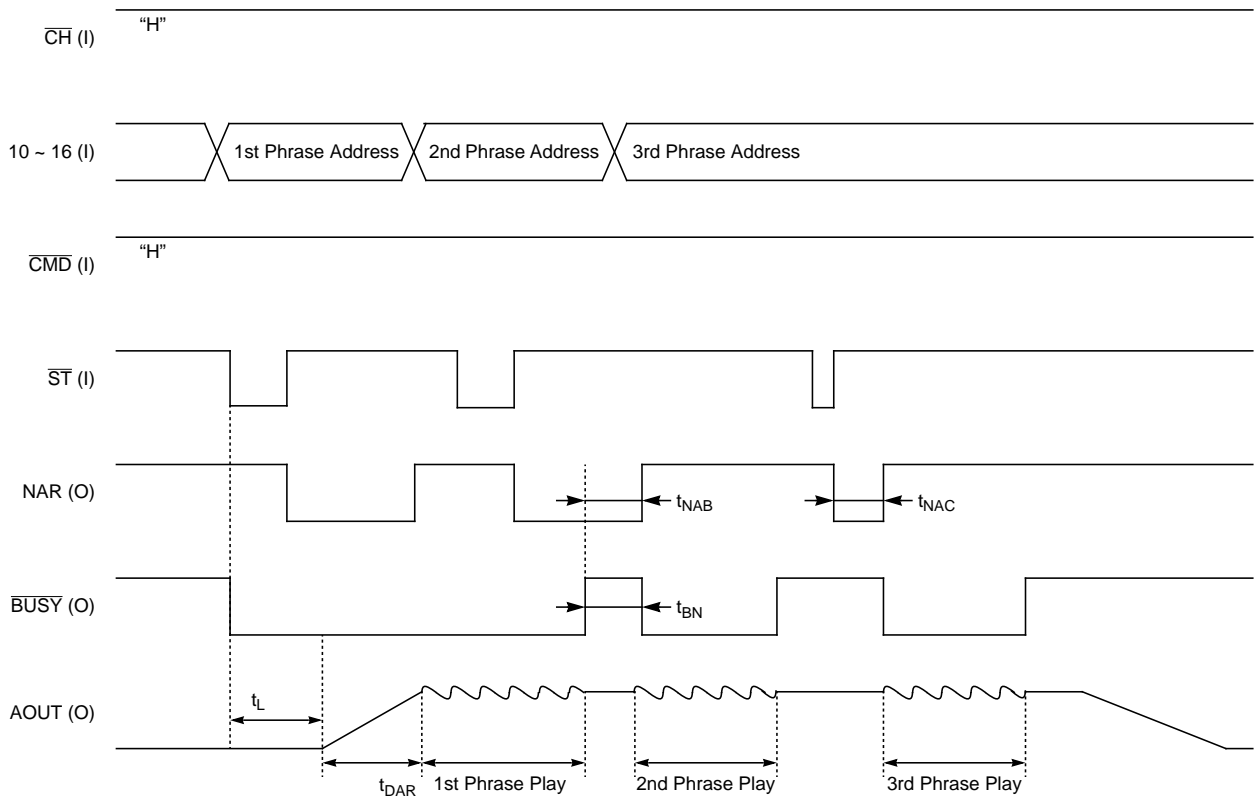 CH (I)
“H”
10 ~ 16 (I)
1st Phrase Address
2nd Phrase Address
3rd Phrase Address
CMD (I)
“H”
ST (I)
NAR (O)
tNAB
tNAC
BUSY (O)
tBN
tL
AOUT (O)
tDAR
1st Phrase Play
2nd Phrase Play
3rd Phrase Play